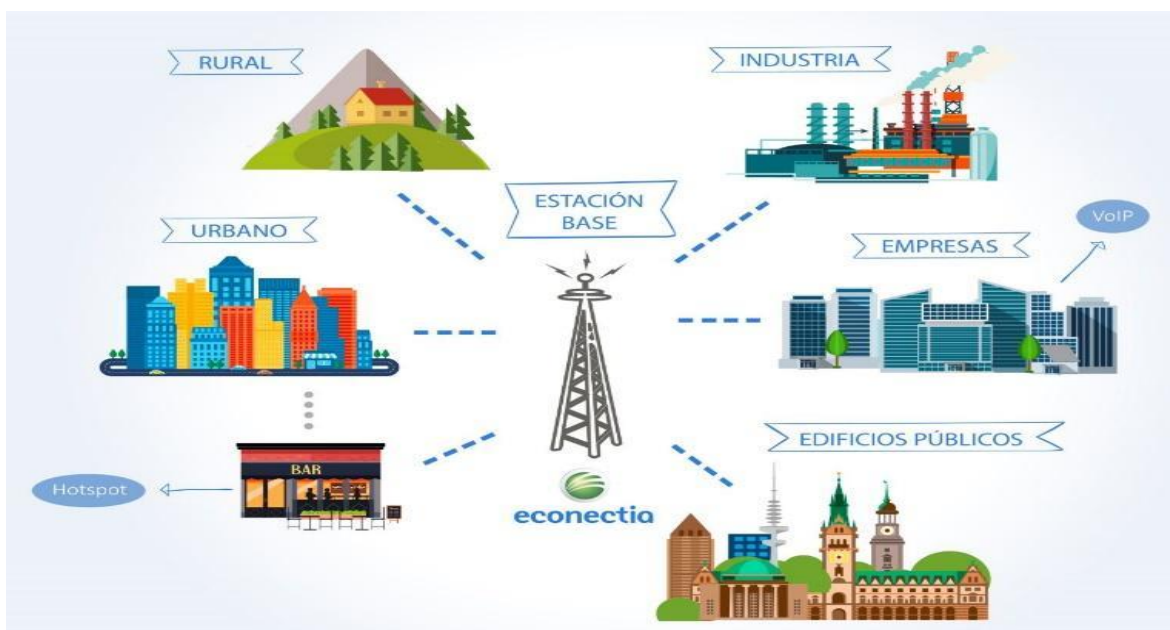 RURAL
INDUSTRIA
ESTACIÓN
BASE
VoIP
URBANO
EMPRESAS
BAR
EDIFICIOS PÚBLICOS
Hotspot
econectia